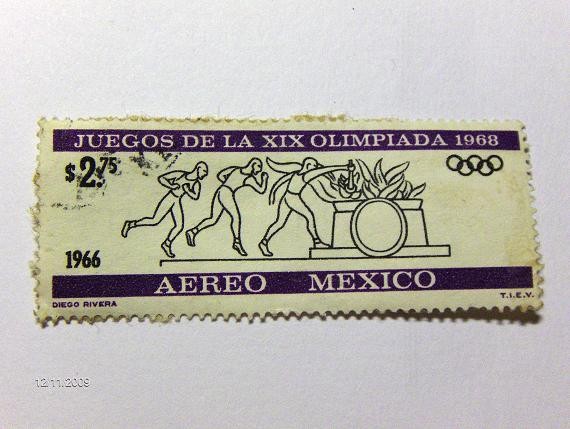 JUEGOS DE LA XIX OLIMPIADA 1968
$2.75
1966
AEREO MEXICO
DIEGO RIVERA T.I.E.V.
12.11.2009